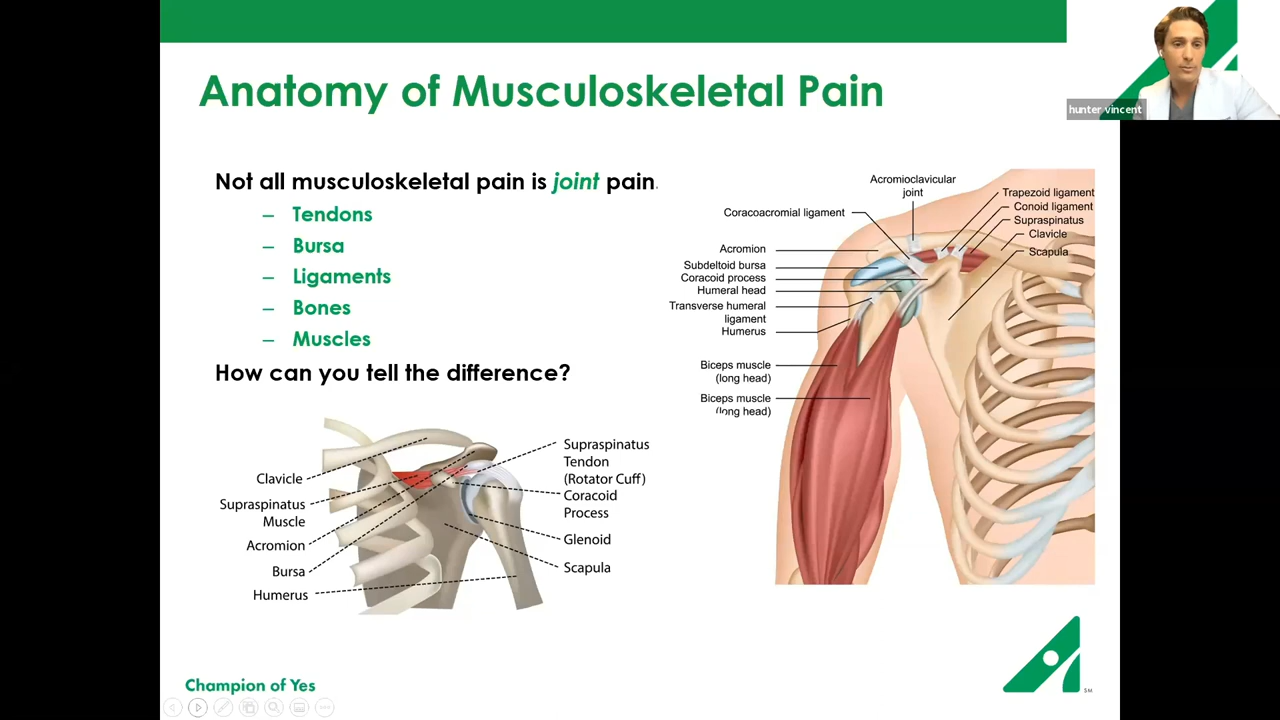 Anatomy of Musculoskeletal Pain
hunter vincent
Not all musculoskeletal pain is joint pain.
– Tendons
– Bursa
– Ligaments
– Bones
– Muscles
How can you tell the difference?
Acromioclavicular
joint
Coracoacromial ligament
Acromion
Subdeltoid bursa
Coracoid process
Humeral head
Transverse humeral
ligament
Humerus
Biceps muscle
(long head)
Biceps muscle
(long head)
Trapezoid ligament
Conoid ligament
Supraspinatus
Clavicle
Scapula
Clavicle
Supraspinatus
Muscle
Acromion
Bursa
Humerus
Supraspinatus
Tendon
(Rotator Cuff)
Coracoid
Process
Glenoid
Scapula
Champion of Yes
SM